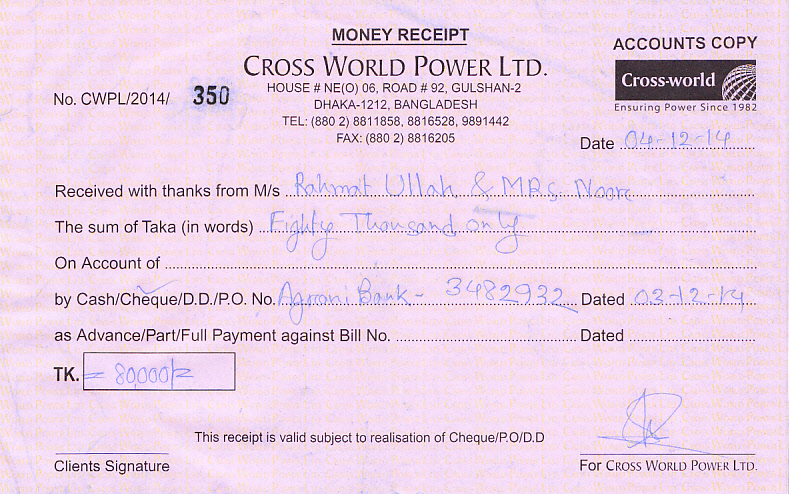 MONEY RECEIPT
ACCOUNTS COPY
CROSS WORLD POWER LTD.
Cross-world
Ensuring Power Since 1982
No. CWPL/2014/ 350
HOUSE # NE(O) 06, ROAD # 92, GULSHAN-2
DHAKA-1212, BANGLADESH
TEL: (880 2) 8811858, 8816528, 9891442
FAX: (880 2) 8816205
Date 04-12-14
Received with thanks from M/s Rahmat Ullah & MRS. Noore
The sum of Taka (in words) Eighty Thousand only
On Account of
by Cash/Cheque/D.D./P.O. No. Agrani Bank - 3482932 Dated 03-12-14
as Advance/Part/Full Payment against Bill No. Dated
TK. = 80,000/=
This receipt is valid subject to realisation of Cheque/P.O/D.D
Clients Signature
For CROSS WORLD POWER LTD.